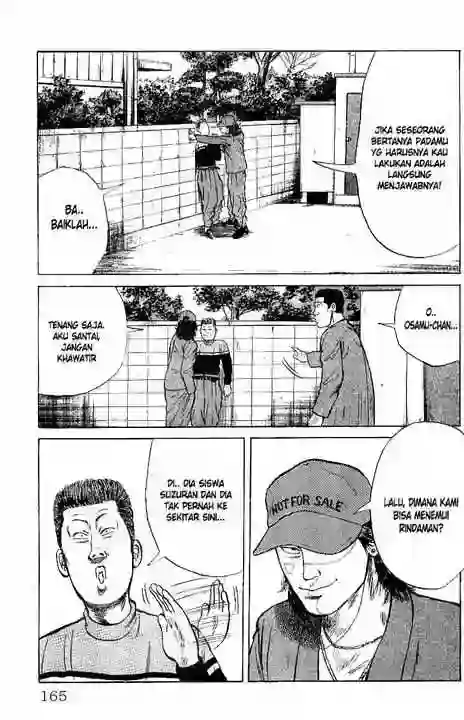 JIKA SESEORANG
BERTANYA PADAMU
YG HARUSNYA KAU
LAKUKAN ADALAH
LANGSUNG
MENJAWABNYA!
BA..
BAIKLAH...
O..
OSAMU-CHAN...
TENANG SAJA.
AKU SANTAI,
JANGAN
KHAWATIR
LALU, DIMANA KAMI
BISA MENEMUI
RINDAMAN?
NOT FOR SALE
DI.. DIA SISWA
SUZURAN DAN DIA
TAK PERNAH KE
SEKITAR SINI...
165